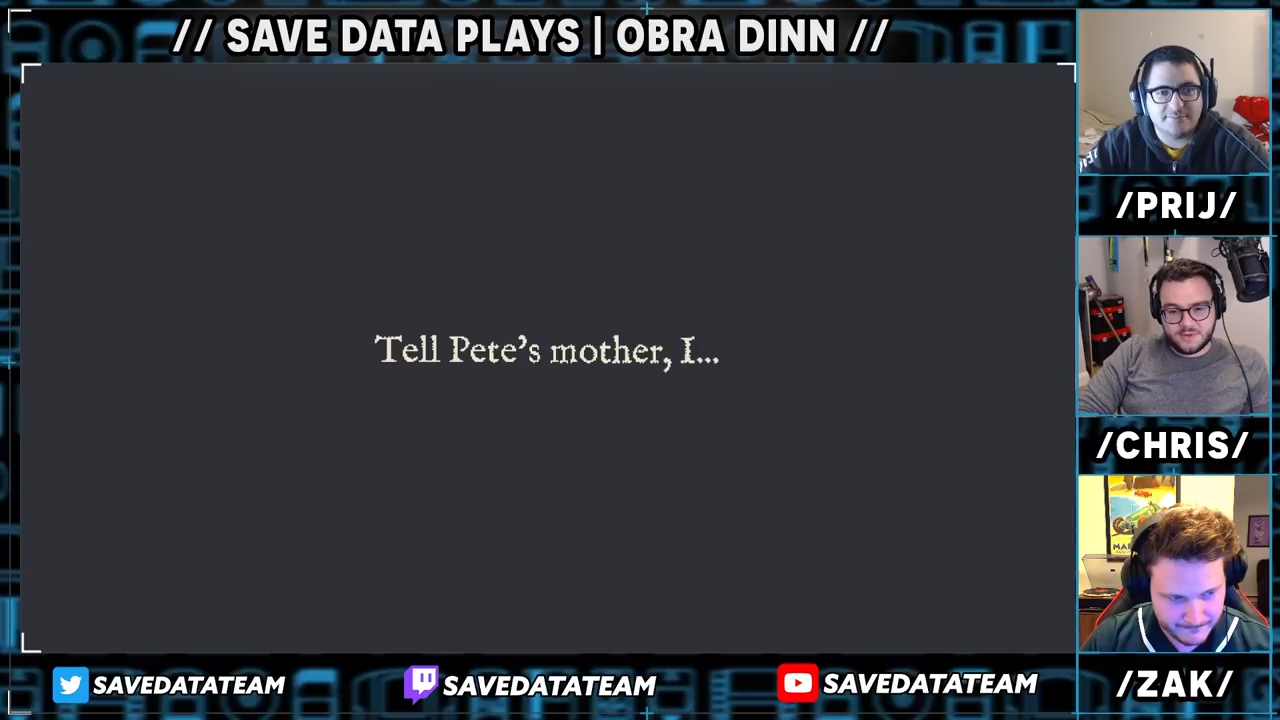 // SAVE DATA PLAYS | OBRA DINN //
Tell Pete's mother, I...
/PRIJ/
/CHRIS/
/ZAK/
SAVEDATATEAM
SAVEDATATEAM
SAVEDATATEAM